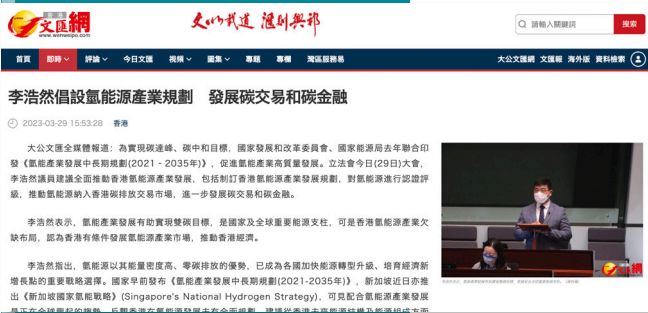 香港
文匯網
www.wenweipo.com
文以載道 匯則興邦
請輸入關鍵詞
搜索
首頁 即時 評論 今日文匯 視頻 圖集 專題 專欄 灣區服務易 大公文匯網 文匯報 海外版 資料檢索
李浩然倡設氫能源產業規劃 發展碳交易和碳金融
2023-03-29 15:53:28 香港
大公文匯全媒體報道：為實現碳達峰、碳中和目標，國家發展和改革委員會、國家能源局去年聯合印
發《氫能產業發展中長期規劃(2021－2035年)》，促進氫能產業高質量發展。立法會今日(29日)大會，
李浩然議員建議全面推動香港氫能源產業發展，包括制訂香港氫能源產業發展規劃，對氫能源進行認證評
級，推動氫能源納入香港碳排放交易市場，進一步發展碳交易和碳金融。
李浩然表示，氫能產業發展有助實現雙碳目標，是國家及全球重要能源支柱，可是香港氫能源產業欠
缺布局，認為香港有條件發展氫能源產業市場，推動香港經濟。
李浩然指出，氫能源以其能量密度高、零碳排放的優勢，已成為各國加快能源轉型升級、培育經濟新
增長點的重要戰略選擇。國家早前發布《氫能產業發展中長期規劃(2021-2035年)》，新加坡近日亦推
出《新加坡國家氫能戰略》(Singapore's National Hydrogen Strategy)，可見配合氫能源產業發展
文匯網